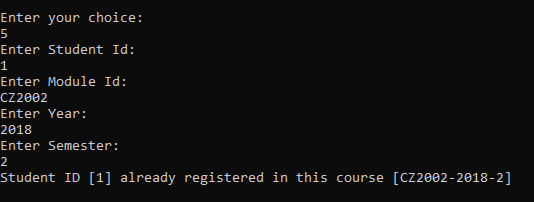 Enter your choice:
5
Enter Student Id:
1
Enter Module Id:
CZ2002
Enter Year:
2018
Enter Semester:
2
Student ID [1] already registered in this course [CZ2002-2018-2]